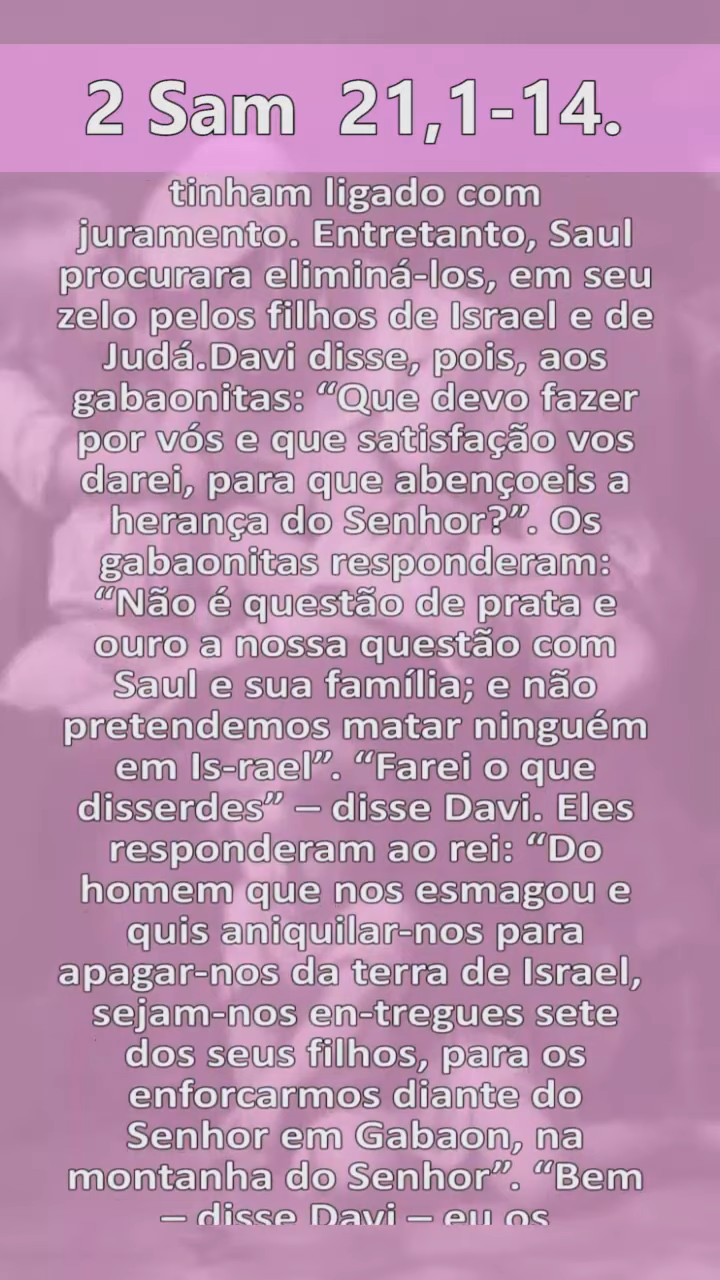 2 Sam 21,1-14.
tinham ligado com
juramento. Entretanto, Saul
procurara eliminá-los, em seu
zelo pelos filhos de Israel e de
Judá.Davi disse, pois, aos
gabaonitas: “Que devo fazer
por vós e que satisfação vos
darei, para que abençoeis a
herança do Senhor?”. Os
gabaonitas responderam:
“Não é questão de prata e
ouro a nossa questão com
Saul e sua família; e não
pretendemos matar ninguém
em Is-rael”. “Farei o que
disserdes” – disse Davi. Eles
responderam ao rei: “Do
homem que nos esmagou e
quis aniquilar-nos para
apagar-nos da terra de Israel,
sejam-nos en-tregues sete
dos seus filhos, para os
enforcarmos diante do
Senhor em Gabaon, na
montanha do Senhor”. “Bem
– disse Davi – eu os